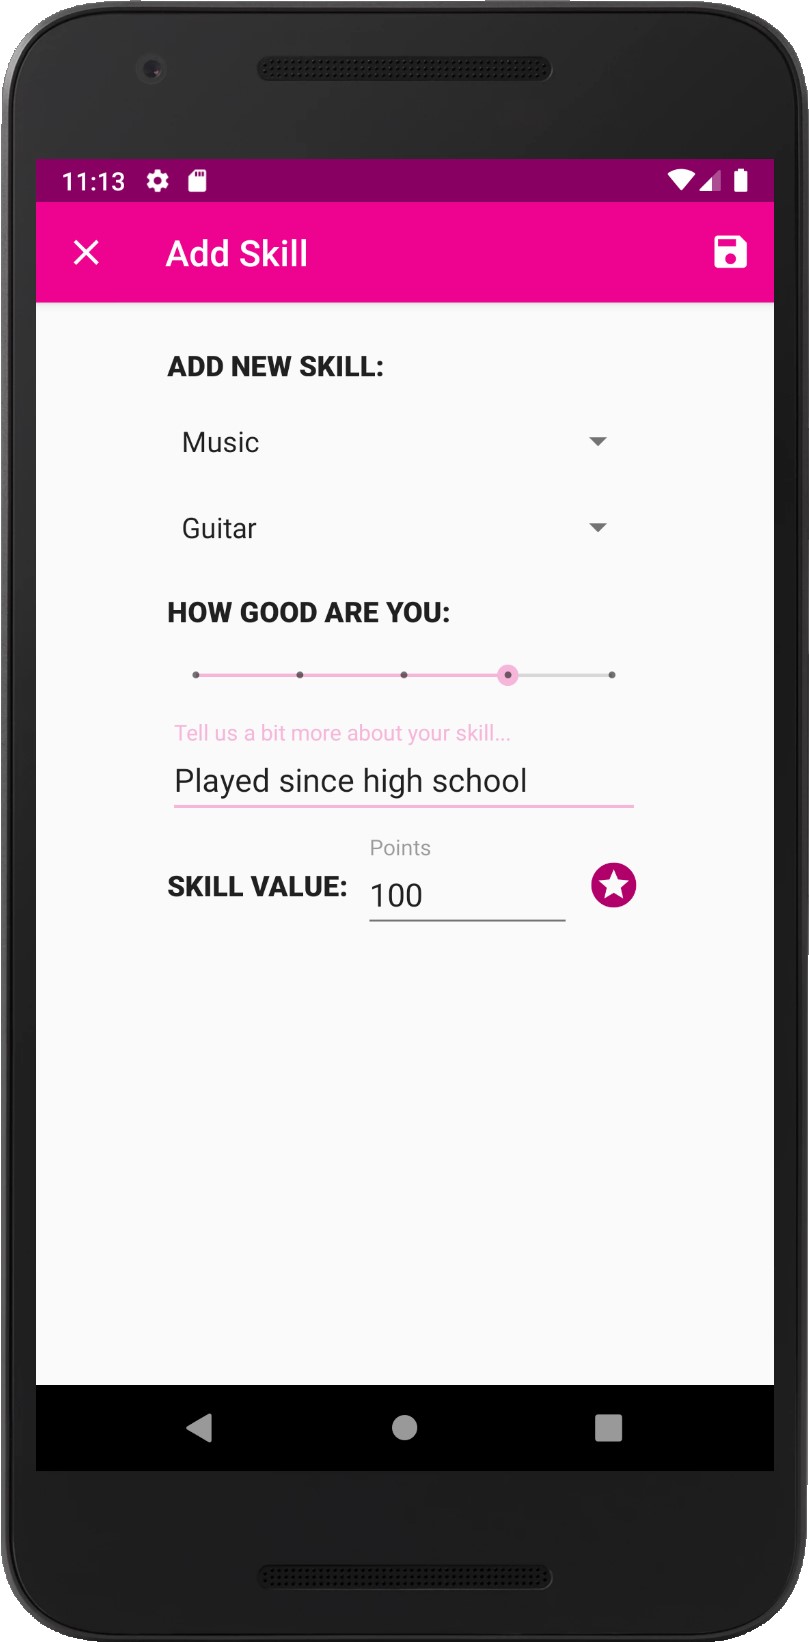 11:13
Add Skill
ADD NEW SKILL:
Music
Guitar
HOW GOOD ARE YOU:
Tell us a bit more about your skill...
Played since high school
Points
SKILL VALUE: 100